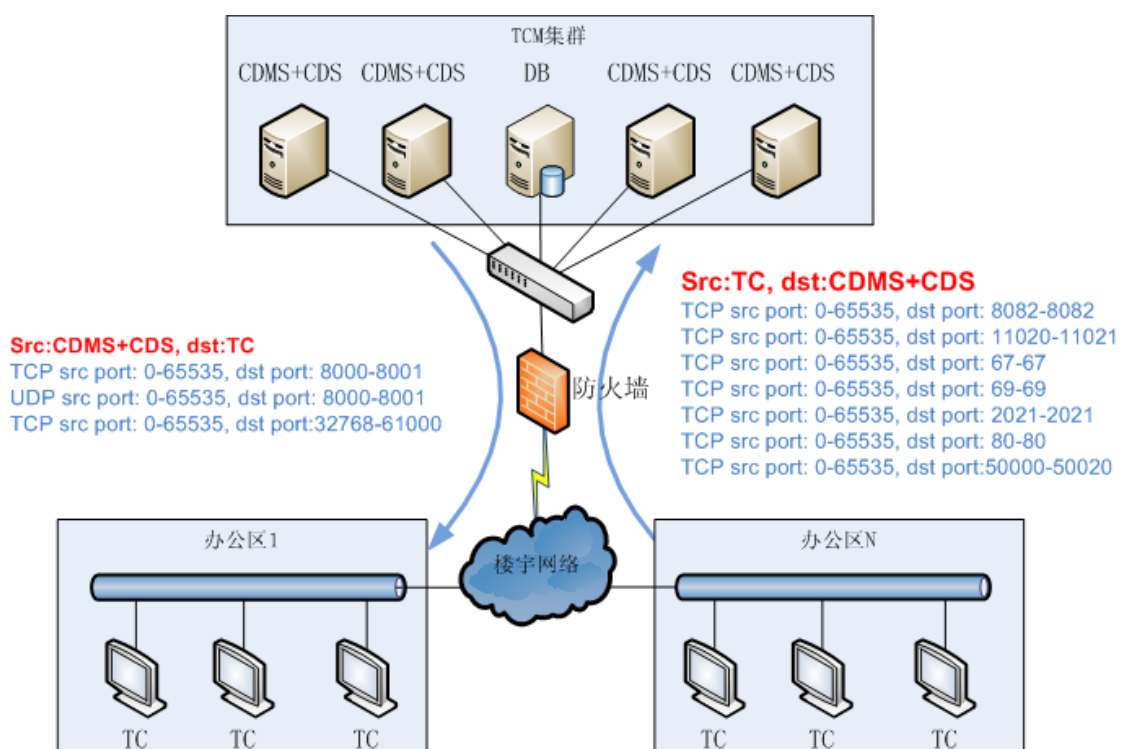 TCM集群
CDMS+CDS CDMS+CDS DB CDMS+CDS CDMS+CDS
Src:CDMS+CDS, dst:TC
TCP src port: 0-65535, dst port: 8000-8001
UDP src port: 0-65535, dst port: 8000-8001
TCP src port: 0-65535, dst port:32768-61000
防火墙
Src:TC, dst:CDMS+CDS
TCP src port: 0-65535, dst port: 8082-8082
TCP src port: 0-65535, dst port: 11020-11021
TCP src port: 0-65535, dst port: 67-67
TCP src port: 0-65535, dst port: 69-69
TCP src port: 0-65535, dst port: 2021-2021
TCP src port: 0-65535, dst port: 80-80
TCP src port: 0-65535, dst port:50000-50020
办公区1
楼宇网络
办公区N
TC TC TC
TC TC TC